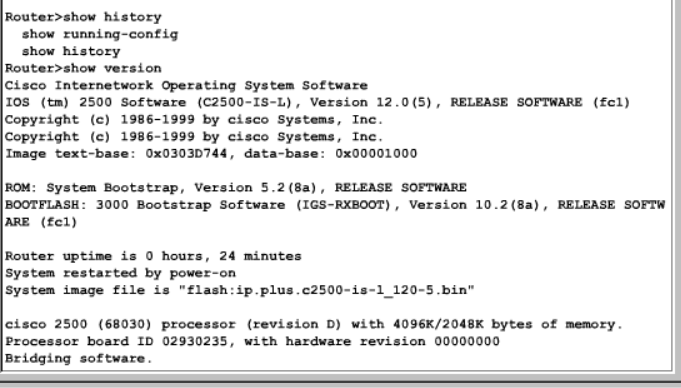 Router>show history
  show running-config
  show history
Router>show version
Cisco Internetwork Operating System Software
IOS (tm) 2500 Software (C2500-IS-L), Version 12.0(5), RELEASE SOFTWARE (fc1)
Copyright (c) 1986-1999 by cisco Systems, Inc.
Copyright (c) 1986-1999 by cisco Systems, Inc.
Image text-base: 0x0303D744, data-base: 0x00001000

ROM: System Bootstrap, Version 5.2(8a), RELEASE SOFTWARE
BOOTFLASH: 3000 Bootstrap Software (IGS-RXBOOT), Version 10.2(8a), RELEASE SOFTW
ARE (fc1)

Router uptime is 0 hours, 24 minutes
System restarted by power-on
System image file is "flash:ip.plus.c2500-is-l_120-5.bin"

cisco 2500 (68030) processor (revision D) with 4096K/2048K bytes of memory.
Processor board ID 02930235, with hardware revision 00000000
Bridging software.